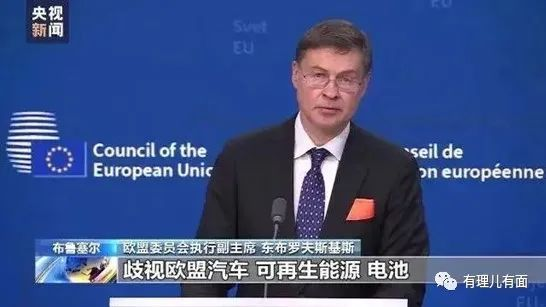 央视
新闻
Svet
EU
Council of the
European Union
nseil de
ion européenne
布鲁塞尔
欧盟委员会执行副主席 东布罗夫斯基斯
歧视欧盟汽车 可再生能源 电池
有理儿有面